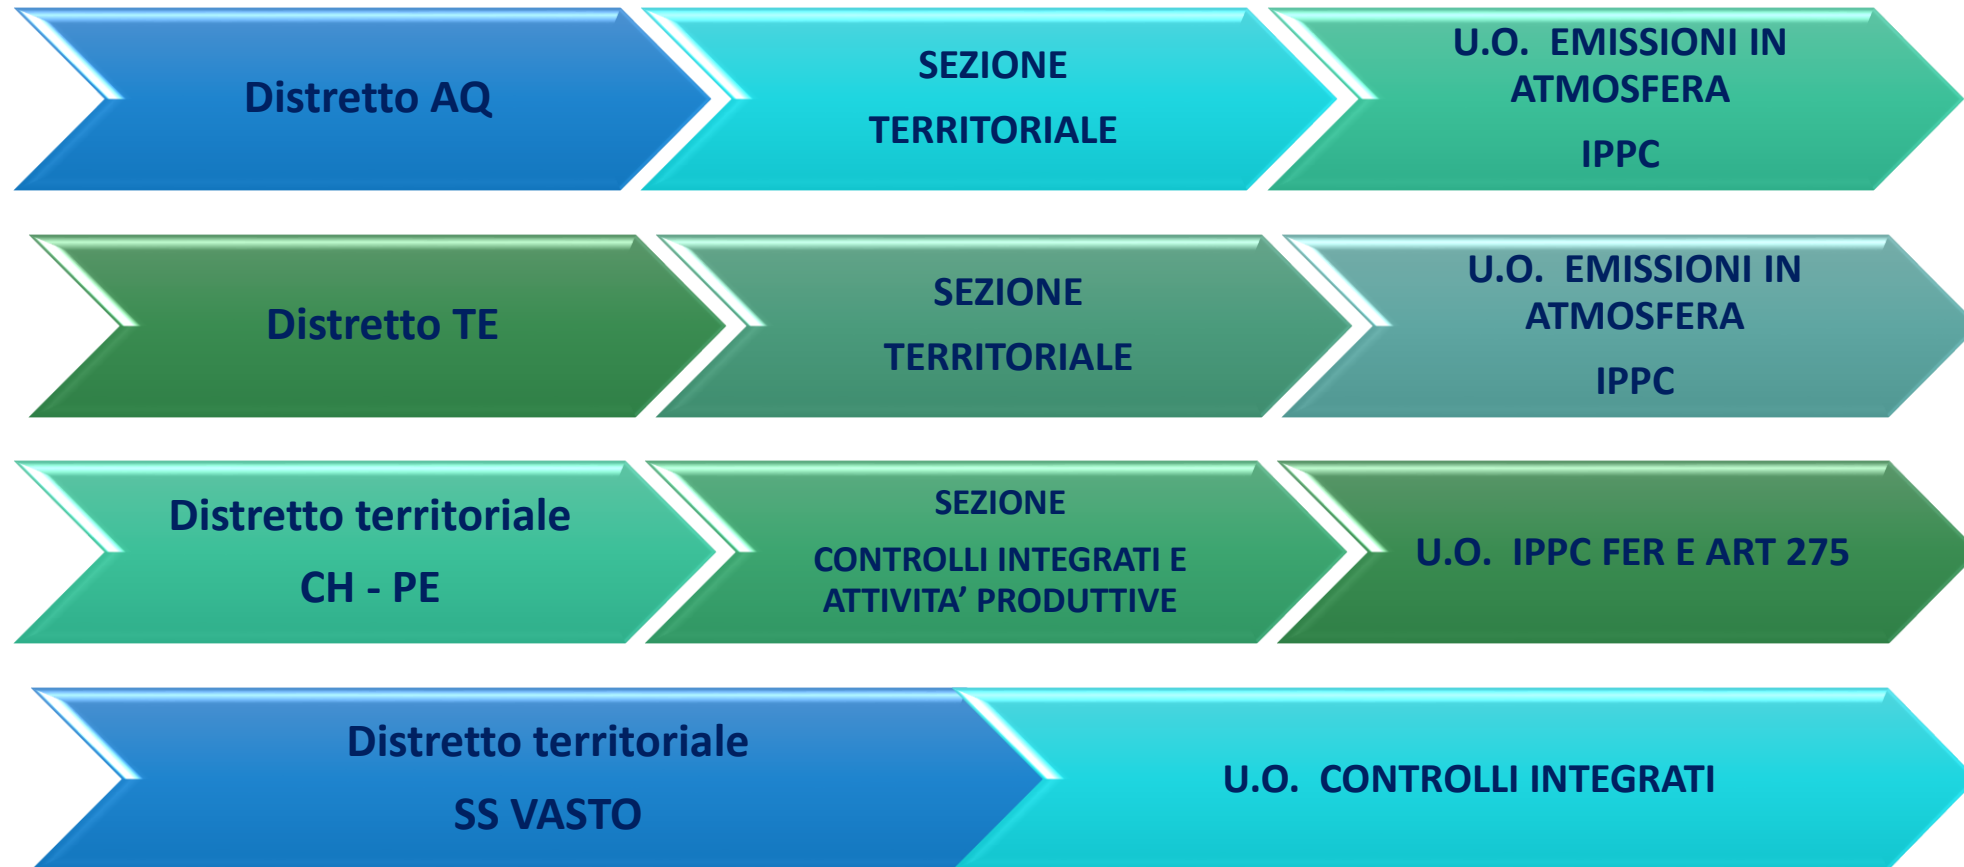 Distretto AQ
SEZIONE
TERRITORIALE
U.O. EMISSIONI IN
ATMOSFERA
IPPC
Distretto TE
SEZIONE
TERRITORIALE
U.O. EMISSIONI IN
ATMOSFERA
IPPC
Distretto territoriale
CH - PE
SEZIONE
CONTROLLI INTEGRATI E
ATTIVITA’ PRODUTTIVE
U.O. IPPC FER E ART 275
Distretto territoriale
SS VASTO
U.O. CONTROLLI INTEGRATI